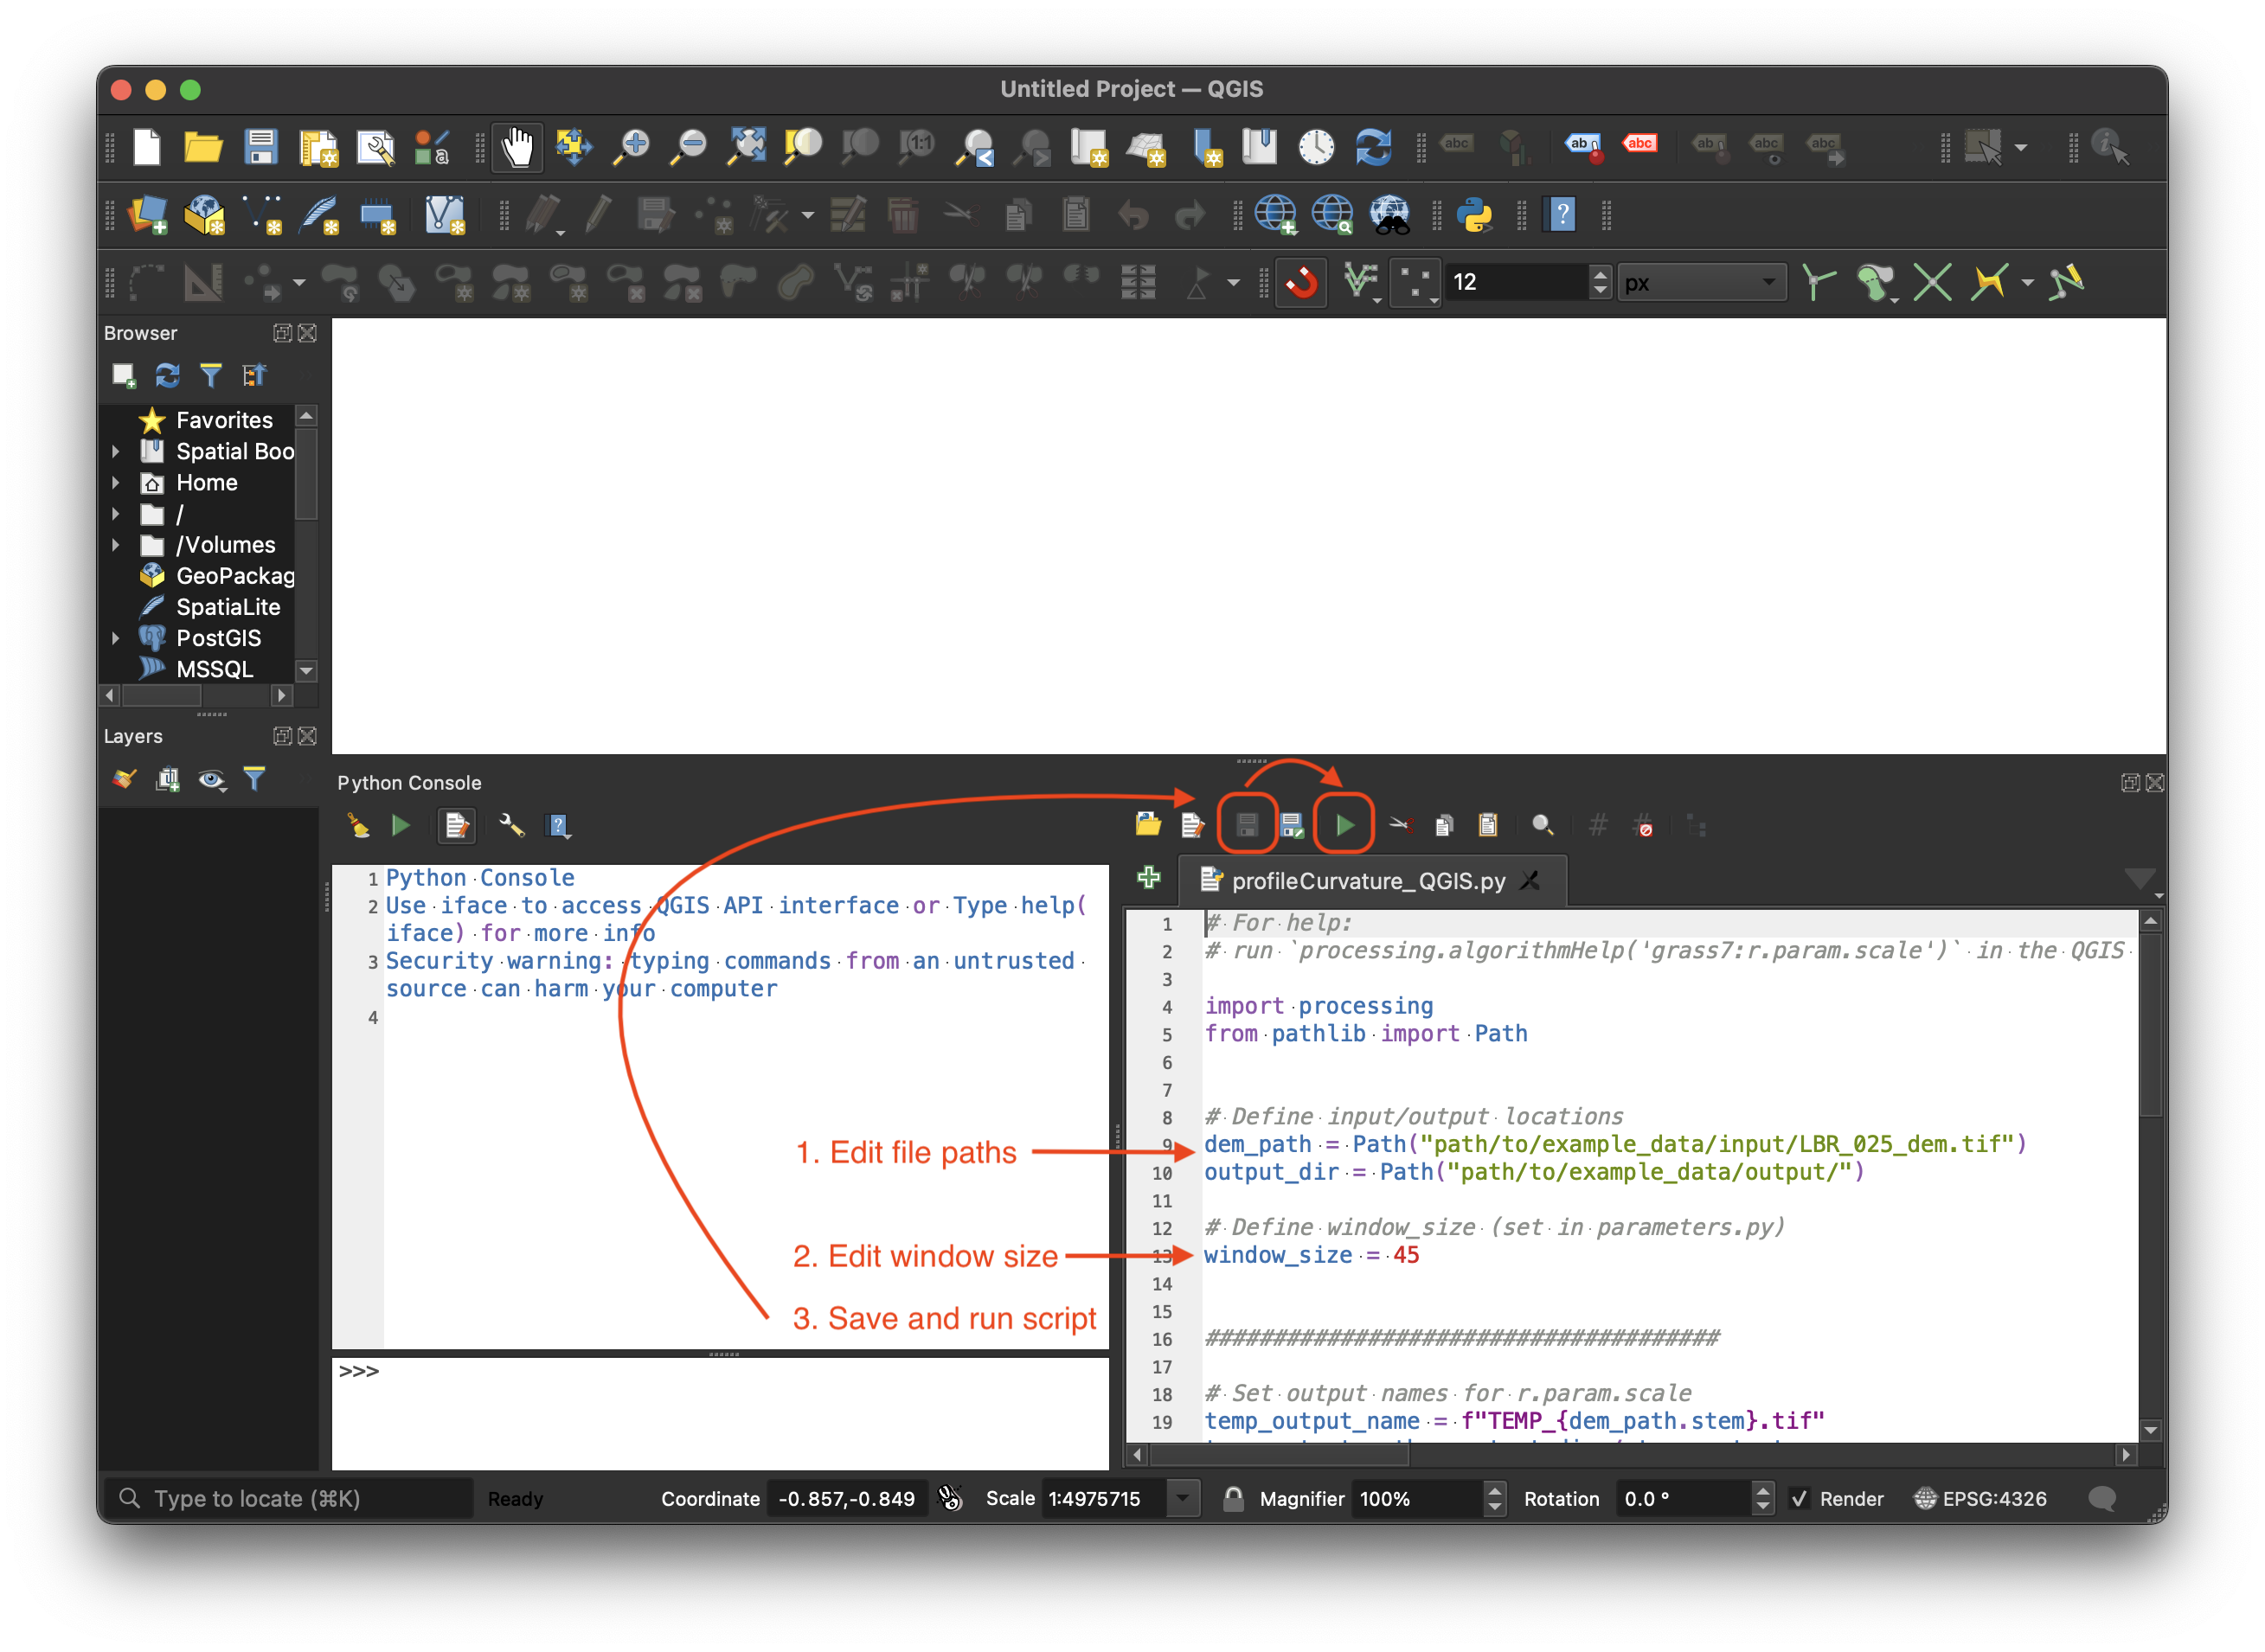 Untitled Project — QGIS
abc
ab
abc
ab
abc
abc
12
px
Browser
Favorites
Spatial Boo
Home
/
/Volumes
GeoPackag
SpatiaLite
PostGIS
MSSQL
Layers
Python Console
1 Python Console
2 Use iface to access QGIS API interface or Type help(
iface) for more info
3 Security warning: typing commands from an untrusted
source can harm your computer
4
>>>
1. Edit file paths
2. Edit window size
3. Save and run script
profileCurvature_QGIS.py
1 # For help:
2 # run `processing.algorithmHelp('grass7:r.param.scale')` in the QGIS
3
4 import processing
5 from pathlib import Path
6
7
8 # Define input/output locations
9 dem_path = Path("path/to/example_data/input/LBR_025_dem.tif")
10 output_dir = Path("path/to/example_data/output/")
11
12 # Define window_size (set in parameters.py)
13 window_size = 45
14
15
16 ######################################
17
18 # Set output names for r.param.scale
19 temp_output_name = f"TEMP_{dem_path.stem}.tif"
Type to locate (⌘K) Ready Coordinate -0.857,-0.849 Scale 1:4975715 Magnifier 100% Rotation 0.0 ° Render EPSG:4326